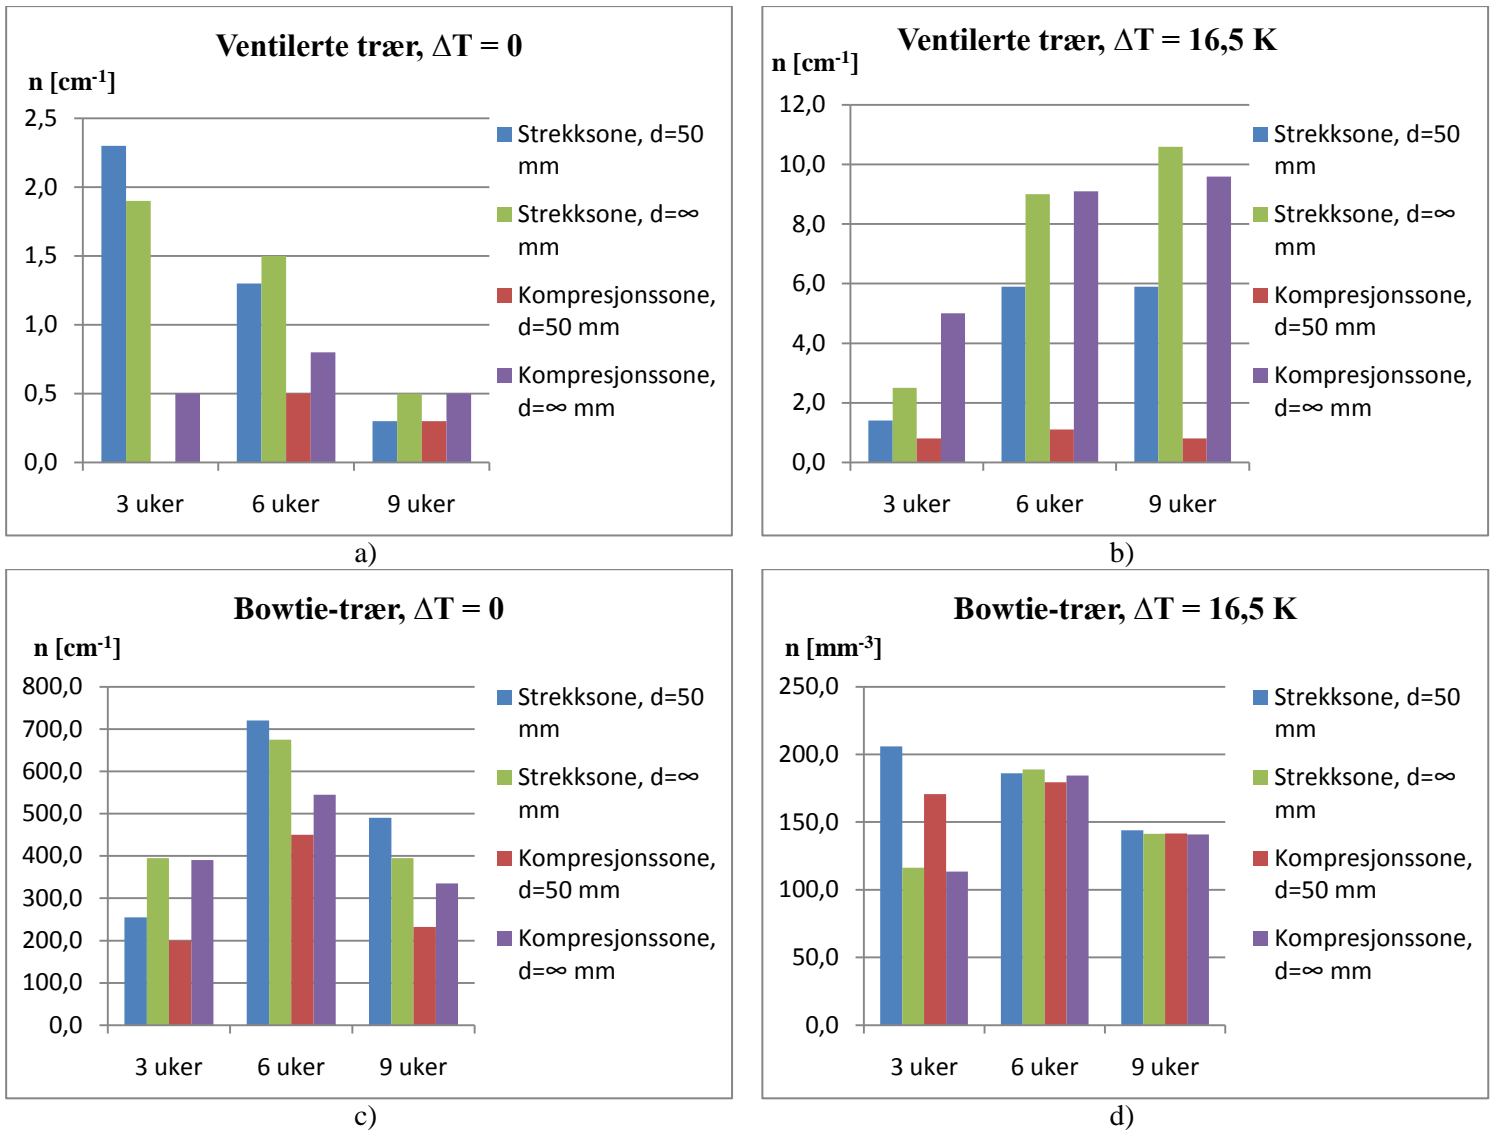 Ventilerte trær, ΔT = 0
n [cm-1]
2,5
2,0
1,5
1,0
0,5
0,0
3 uker
6 uker
9 uker
Strekksone, d=50
mm
Strekksone, d=∞
mm
Kompresjonssone,
d=50 mm
Kompresjonssone,
d=∞ mm
a)
Ventilerte trær, ΔT = 16,5 K
n [cm-1]
12,0
10,0
8,0
6,0
4,0
2,0
0,0
3 uker
6 uker
9 uker
Strekksone, d=50
mm
Strekksone, d=∞
mm
Kompresjonssone,
d=50 mm
Kompresjonssone,
d=∞ mm
b)
Bowtie-trær, ΔT = 0
n [cm-1]
800,0
700,0
600,0
500,0
400,0
300,0
200,0
100,0
0,0
3 uker
6 uker
9 uker
Strekksone, d=50
mm
Strekksone, d=∞
mm
Kompresjonssone,
d=50 mm
Kompresjonssone,
d=∞ mm
c)
Bowtie-trær, ΔT = 16,5 K
n [mm-3]
250,0
200,0
150,0
100,0
50,0
0,0
3 uker
6 uker
9 uker
Strekksone, d=50
mm
Strekksone, d=∞
mm
Kompresjonssone,
d=50 mm
Kompresjonssone,
d=∞ mm
d)